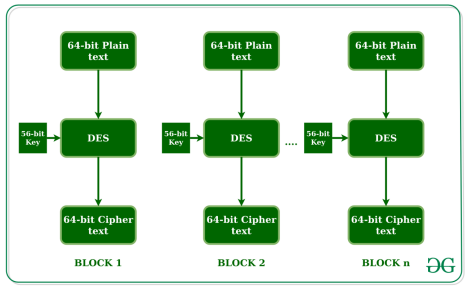 64-bit Plain
text
64-bit Plain
text
64-bit Plain
text
56-bit
Key
DES
56-bit
Key
DES
....
56-bit
Key
DES
64-bit Cipher
text
64-bit Cipher
text
64-bit Cipher
text
BLOCK 1
BLOCK 2
BLOCK n